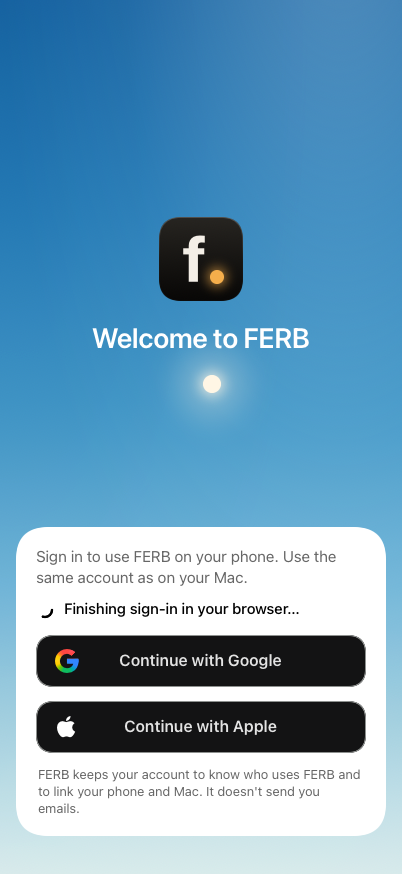 f.
Welcome to FERB
Sign in to use FERB on your phone. Use the
same account as on your Mac.
Finishing sign-in in your browser...
Continue with Google
Continue with Apple
FERB keeps your account to know who uses FERB and
to link your phone and Mac. It doesn't send you
emails.